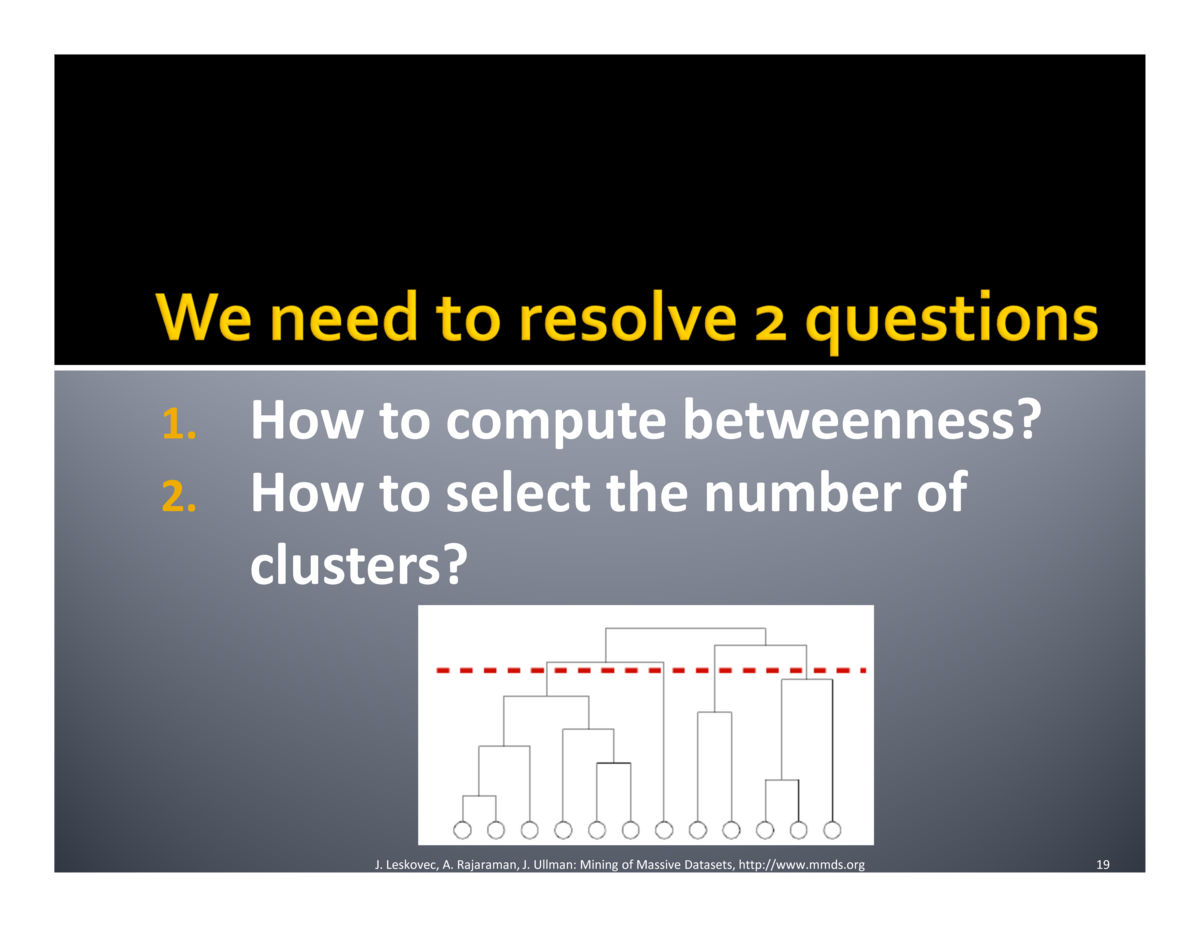 We need to resolve 2 questions
1. How to compute betweenness?
2. How to select the number of
clusters?
J. Leskovec, A. Rajaraman, J. Ullman: Mining of Massive Datasets, http://www.mmds.org 19